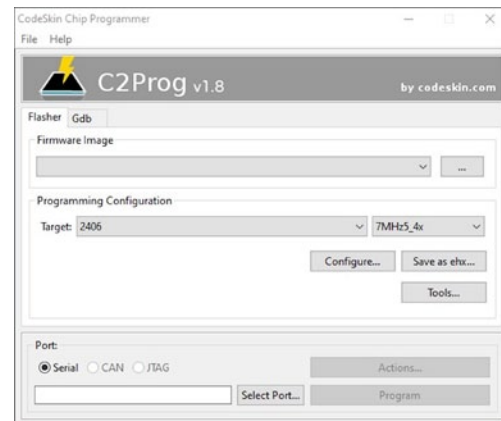 CodeSkin Chip Programmer
File Help
C2Prog v1.8
by codeskin.com
Flasher Gdb
Firmware Image
...
Programming Configuration
Target: 2406 7MHz5_4x
Configure... Save as ehx...
Tools...
Port:
Serial CAN JTAG Actions...
Select Port... Program